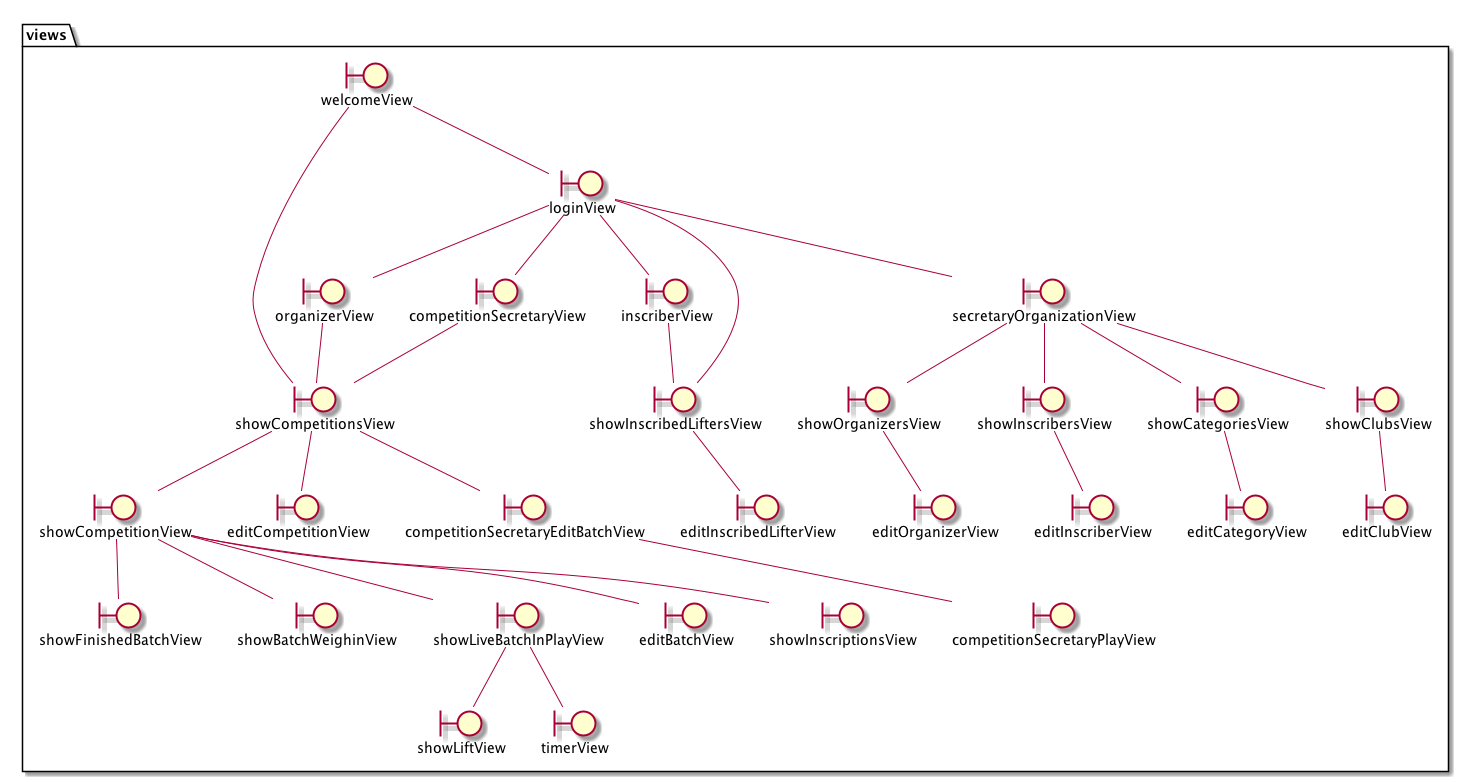 views
welcomeView
loginView
organizerView
competitionSecretaryView
inscriberView
secretaryOrganizationView
showCompetitionsView
showInscribedLiftersView
showOrganizersView
showInscribersView
showCategoriesView
showClubsView
showCompetitionView
editCompetitionView
competitionSecretaryEditBatchView
editInscribedLifterView
editOrganizerView
editInscriberView
editCategoryView
editClubView
showFinishedBatchView
showBatchWeighinView
showLiveBatchInPlayView
editBatchView
showInscriptionsView
competitionSecretaryPlayView
showLiftView
timerView